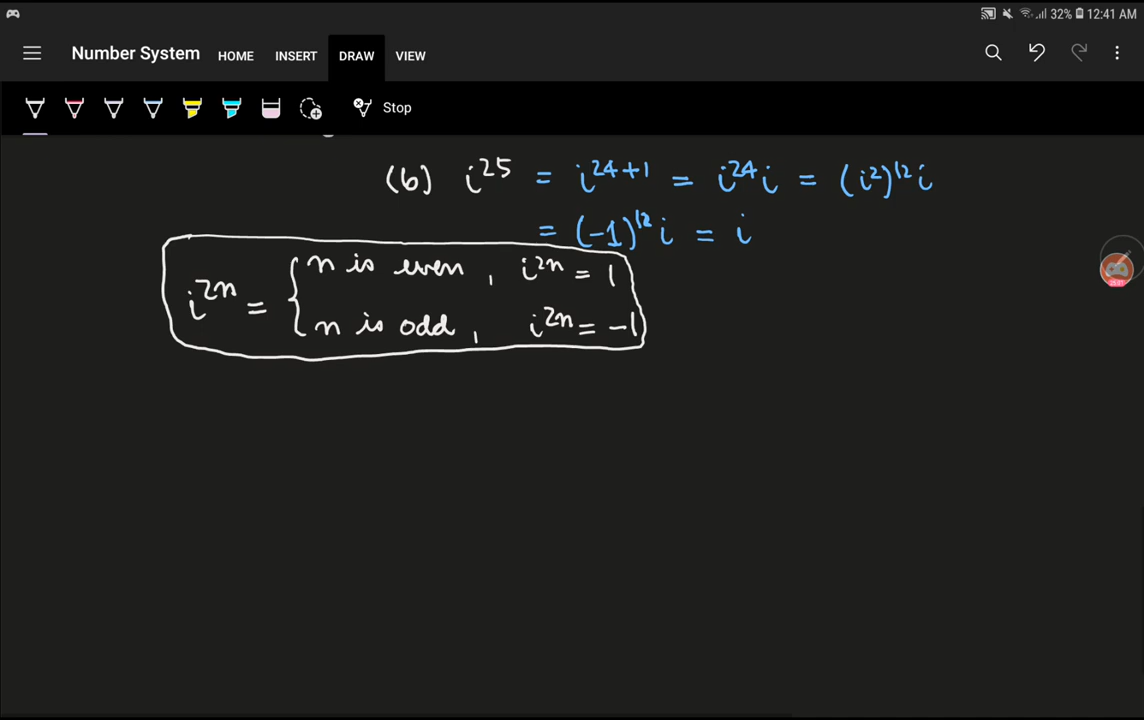 32% 12:41 AM
Number System HOME INSERT DRAW VIEW
Stop
(b) i^25 = i^24+1 = i^24 i = (i^2)^12 i
= (-1)^12 i = i
i^2n = { n is even, i^2n = 1
n is odd, i^2n = -1